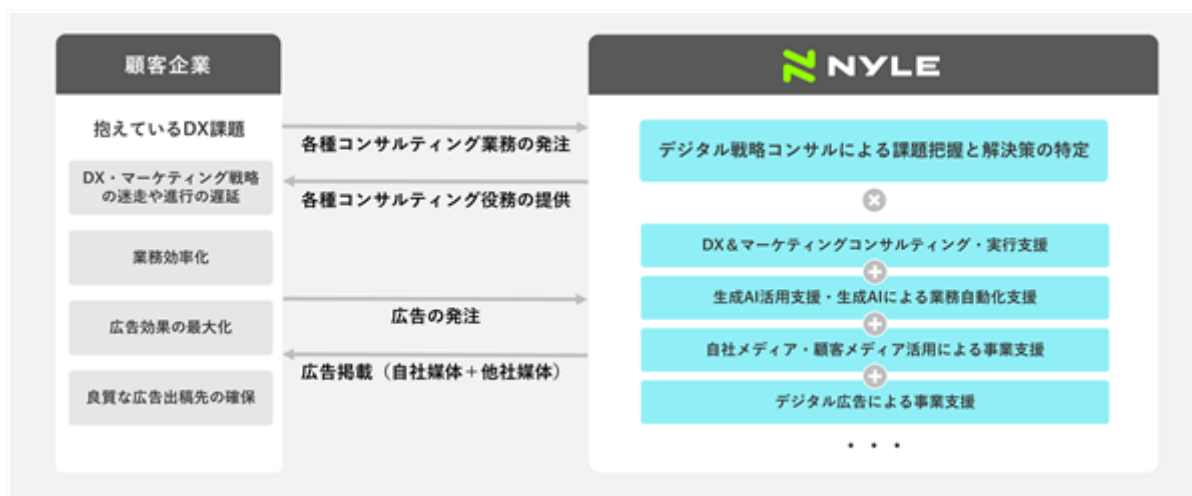 顧客企業
抱えているDX課題
DX・マーケティング戦略
の迷走や進行の遅延
業務効率化
広告効果の最大化
良質な広告出稿先の確保
各種コンサルティング業務の発注
各種コンサルティング役務の提供
広告の発注
広告掲載（自社媒体＋他社媒体）
NYLE
デジタル戦略コンサルによる課題把握と解決策の特定
×
DX＆マーケティングコンサルティング・実行支援
+
生成AI活用支援・生成AIによる業務自動化支援
+
自社メディア・顧客メディア活用による事業支援
+
デジタル広告による事業支援
・・・